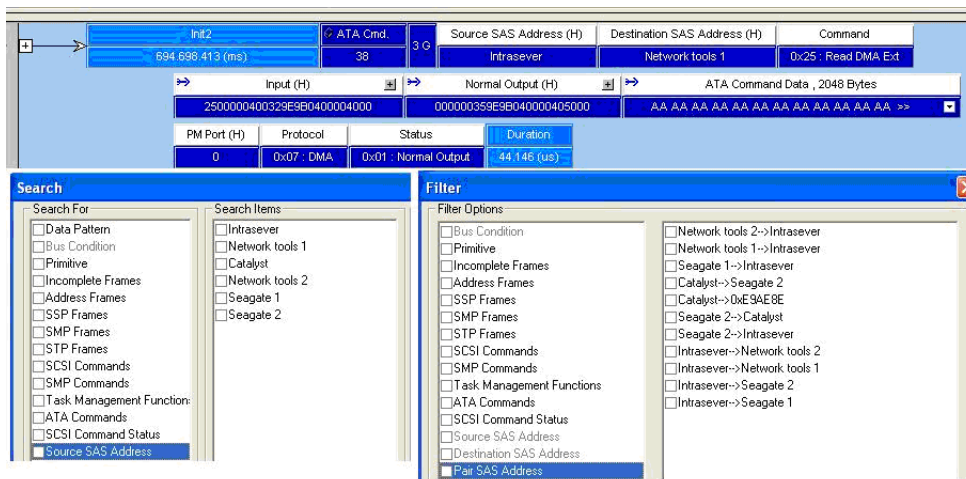 Init2
ATA Cmd.
3 G
Source SAS Address (H)
Destination SAS Address (H)
Command
694.698.413 (ms)
38
Intrasever
Network tools 1
0x25 : Read DMA Ext
Input (H)
Normal Output (H)
ATA Command Data , 2048 Bytes
2500000400329E9B0400004000
000000359E9B040000405000
AA AA AA AA AA AA AA AA AA AA AA AA AA >>
PM Port (H)
Protocol
Status
Duration
0
0x07 : DMA
0x01 : Normal Output
44.146 (us)
Search
Search For
Data Pattern
Bus Condition
Primitive
Incomplete Frames
Address Frames
SSP Frames
SMP Frames
STP Frames
SCSI Commands
SMP Commands
Task Management Function:
ATA Commands
SCSI Command Status
Source SAS Address
Search Items
Intrasever
Network tools 1
Catalyst
Network tools 2
Seagate 1
Seagate 2
Filter
Filter Options
Bus Condition
Primitive
Incomplete Frames
Address Frames
SSP Frames
SMP Frames
STP Frames
SCSI Commands
SMP Commands
Task Management Functions
ATA Commands
SCSI Command Status
Source SAS Address
Destination SAS Address
Pair SAS Address
Network tools 2-->Intrasever
Network tools 1-->Intrasever
Seagate 1-->Intrasever
Catalyst-->Seagate 2
Catalyst-->0xE9AE8E
Seagate 2-->Catalyst
Seagate 2-->Intrasever
Intrasever-->Network tools 2
Intrasever-->Network tools 1
Intrasever-->Seagate 2
Intrasever-->Seagate 1